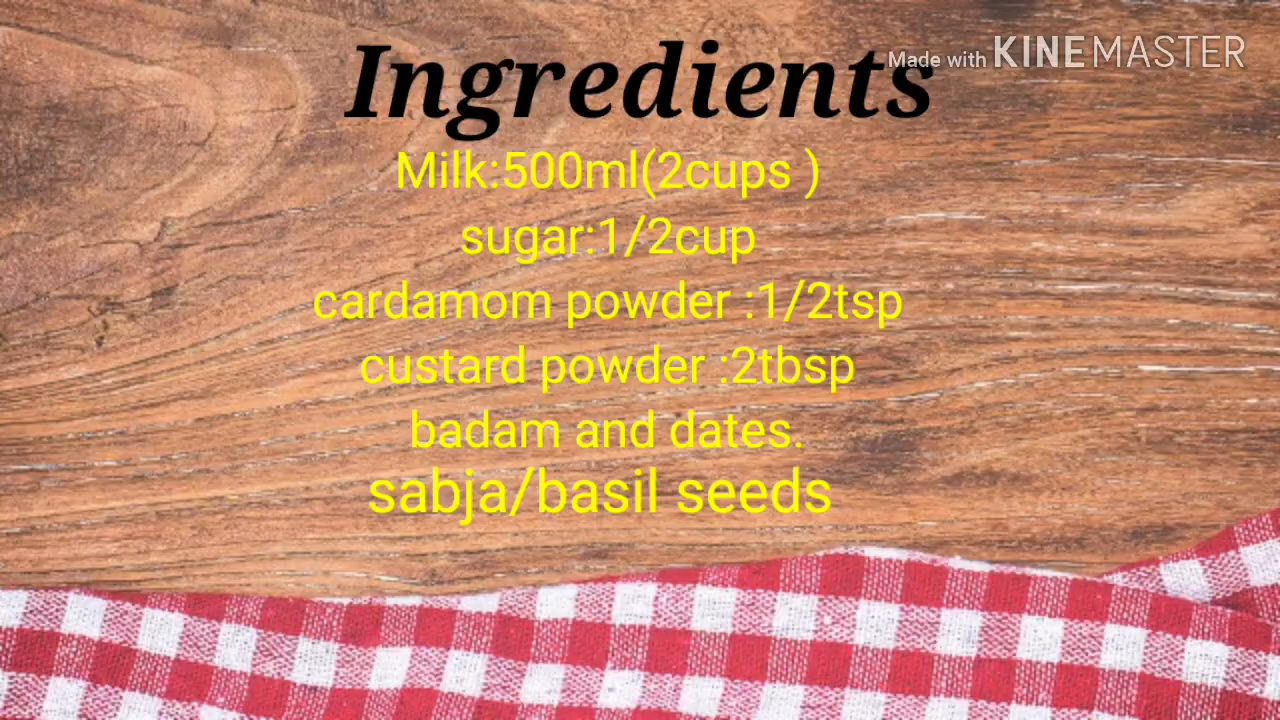 Ingredients
Made with KINEMASTER
Milk:500ml(2cups )
sugar:1/2cup
cardamom powder :1/2tsp
custard powder :2tbsp
badam and dates.
sabja/basil seeds